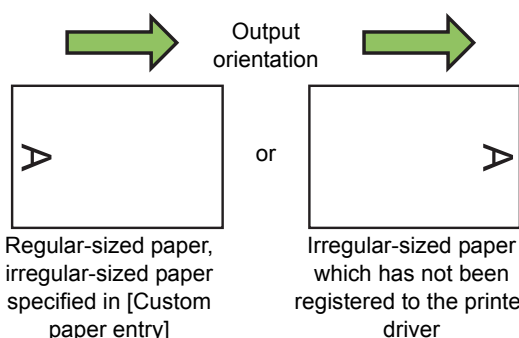 Output
orientation
A
or
A
Regular-sized paper,
irregular-sized paper
specified in [Custom
paper entry]
Irregular-sized paper
which has not been
registered to the printe
driver